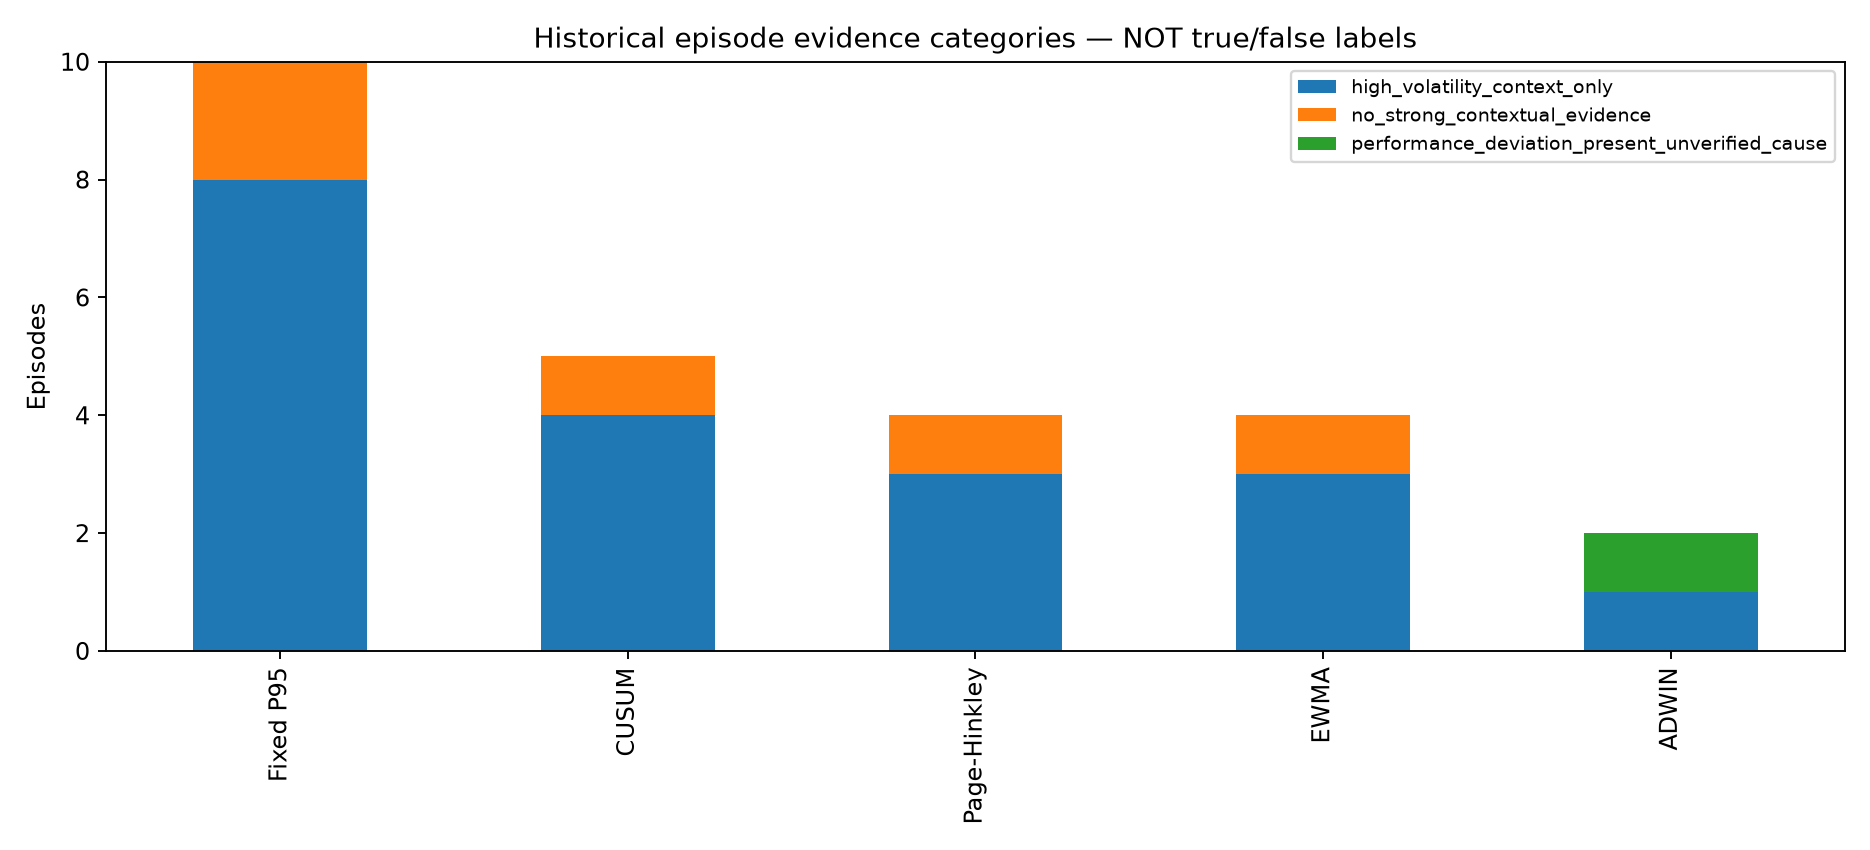 Historical episode evidence categories — NOT true/false labels
high_volatility_context_only
no_strong_contextual_evidence
performance_deviation_present_unverified_cause
Episodes
10
8
6
4
2
0
Fixed P95
CUSUM
Page-Hinkley
EWMA
ADWIN